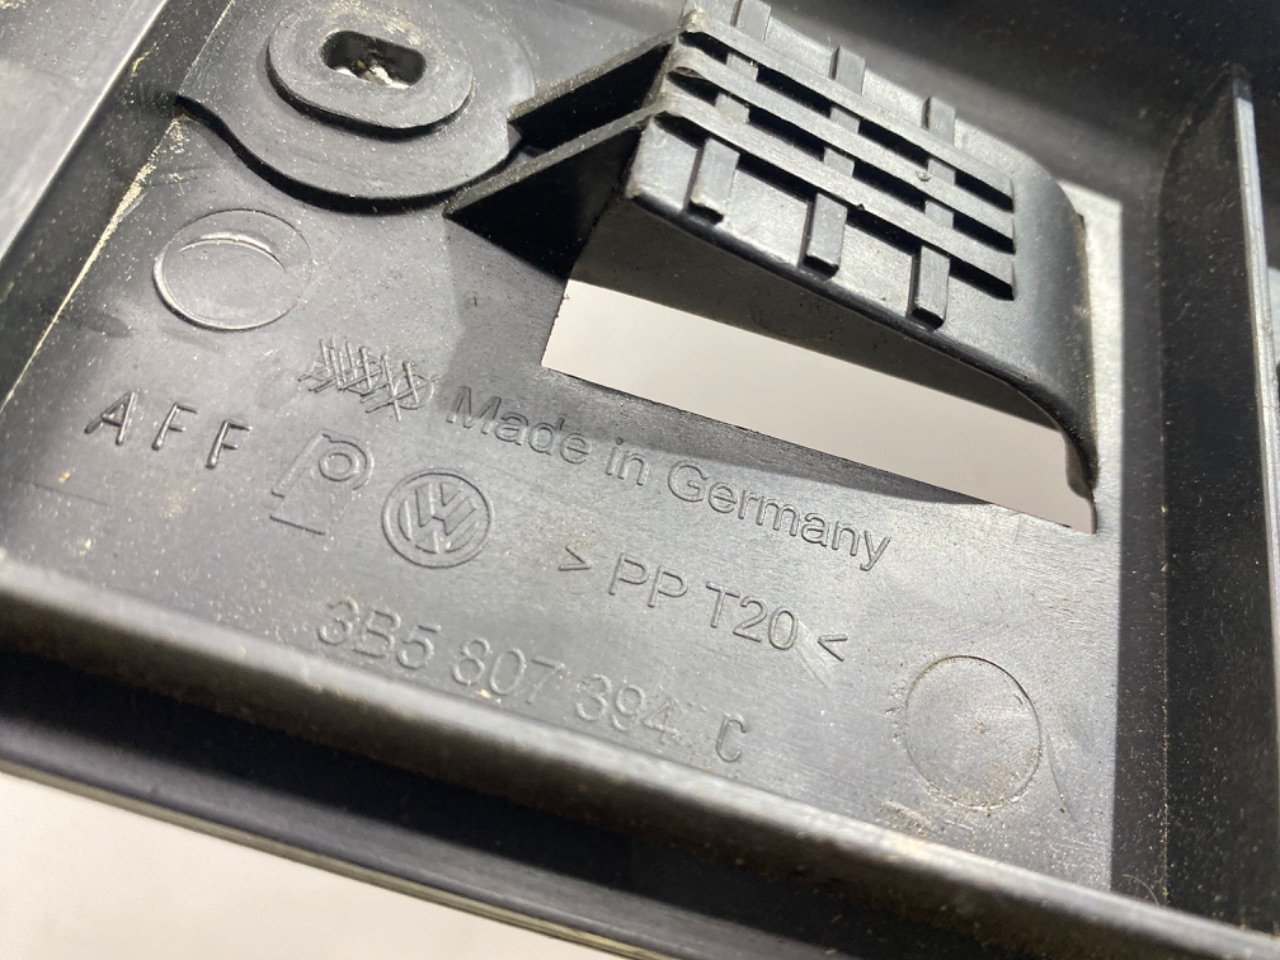 Made in Germany
AFF
> PP T20 <
3B5 807 394 C